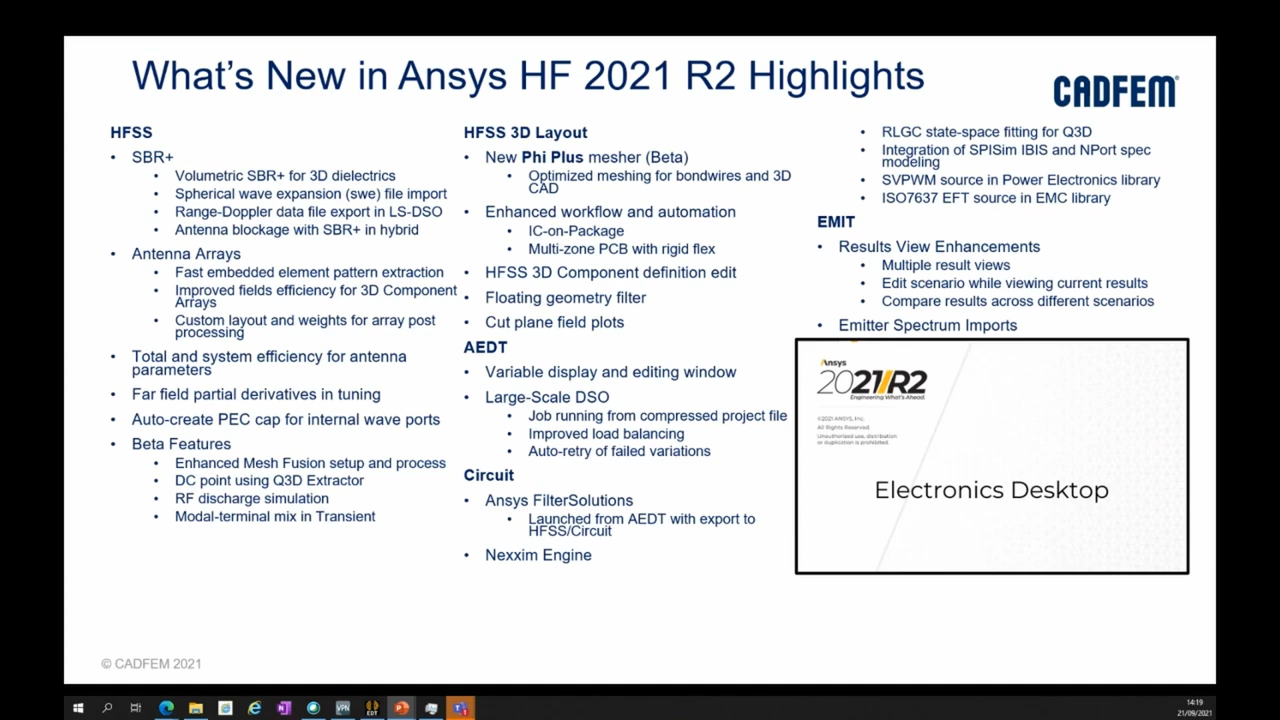 What's New in Ansys HF 2021 R2 Highlights
CADFEM
HFSS
• SBR+
• Volumetric SBR+ for 3D dielectrics
• Spherical wave expansion (swe) file import
• Range-Doppler data file export in LS-DSO
• Antenna blockage with SBR+ in hybrid
• Antenna Arrays
• Fast embedded element pattern extraction
• Improved fields efficiency for 3D Component
Arrays
• Custom layout and weights for array post
processing
• Total and system efficiency for antenna
parameters
• Far field partial derivatives in tuning
• Auto-create PEC cap for internal wave ports
• Beta Features
• Enhanced Mesh Fusion setup and process
• DC point using Q3D Extractor
• RF discharge simulation
• Modal-terminal mix in Transient
HFSS 3D Layout
• New Phi Plus mesher (Beta)
• Optimized meshing for bondwires and 3D
CAD
• Enhanced workflow and automation
• IC-on-Package
• Multi-zone PCB with rigid flex
• HFSS 3D Component definition edit
• Floating geometry filter
• Cut plane field plots
AEDT
• Variable display and editing window
• Large-Scale DSO
• Job running from compressed project file
• Improved load balancing
• Auto-retry of failed variations
Circuit
• Ansys FilterSolutions
• Launched from AEDT with export to
HFSS/Circuit
• Nexxim Engine
• RLGC state-space fitting for Q3D
• Integration of SPISim IBIS and NPort spec
modeling
• SVPWM source in Power Electronics library
• ISO7637 EFT source in EMC library
EMIT
• Results View Enhancements
• Multiple result views
• Edit scenario while viewing current results
• Compare results across different scenarios
• Emitter Spectrum Imports
Ansys
2021 R2
Engineering What's Ahead.
©2021 ANSYS, Inc.
All Rights Reserved.
Unauthorized use, distribution
or duplication is prohibited.
Electronics Desktop
© CADFEM 2021
VPN
EDT
14:19
21/09/2021